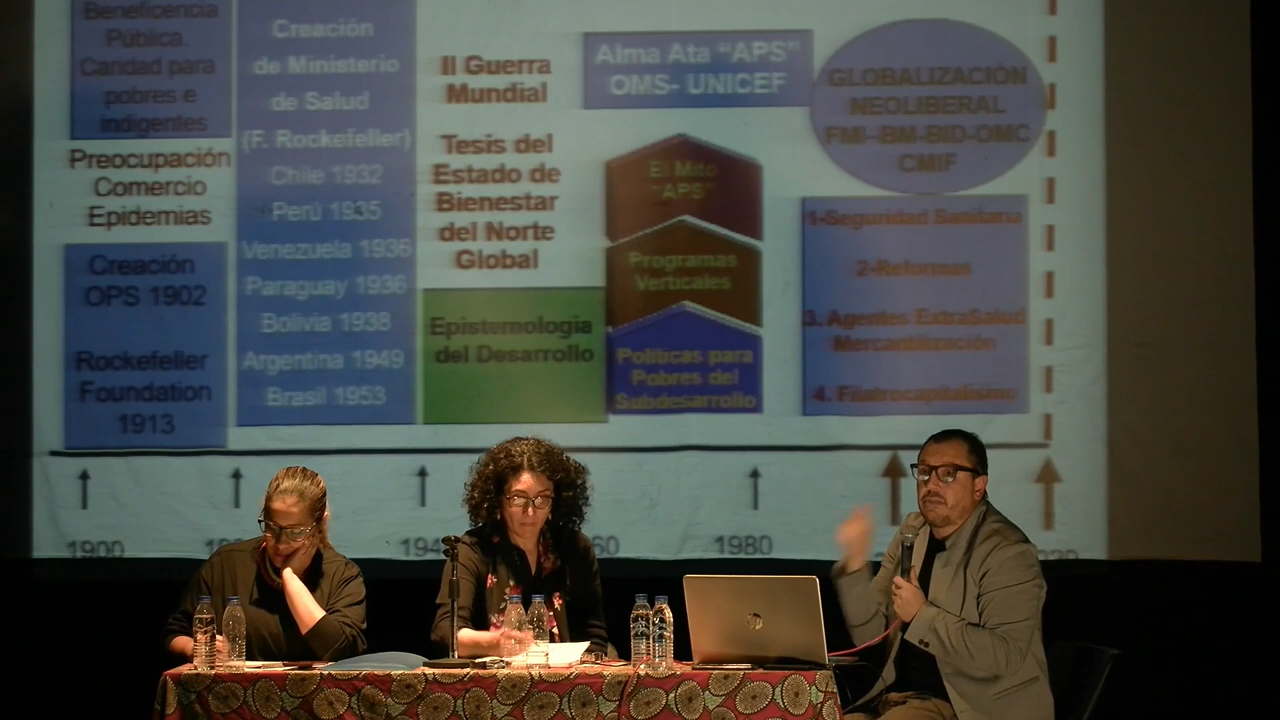 Beneficencia
Pública.
Caridad para
pobres e
indigentes
Preocupación
Comercio
Epidemias
Creación
OPS 1902
Rockefeller
Foundation
1913
Creación
de Ministerio
de Salud
(F. Rockefeller)
Chile 1932
Perú 1935
Venezuela 1936
Paraguay 1936
Bolivia 1938
Argentina 1949
Brasil 1953
II Guerra
Mundial
Tesis del
Estado de
Bienestar
del Norte
Global
Epistemologia
del Desarrollo
Alma Ata "APS"
OMS- UNICEF
El Mito
"APS"
Programas
Verticales
Políticas para
Pobres del
Subdesarrollo
GLOBALIZACIÓN
NEOLIBERAL
FMI--BM-BID-OMC
CMIF
1-Seguridad Sanitaria
2-Reformas
3. Agentes ExtraSalud
Mercantilización
4. Filatrocapitalismo
1900
1980
hp